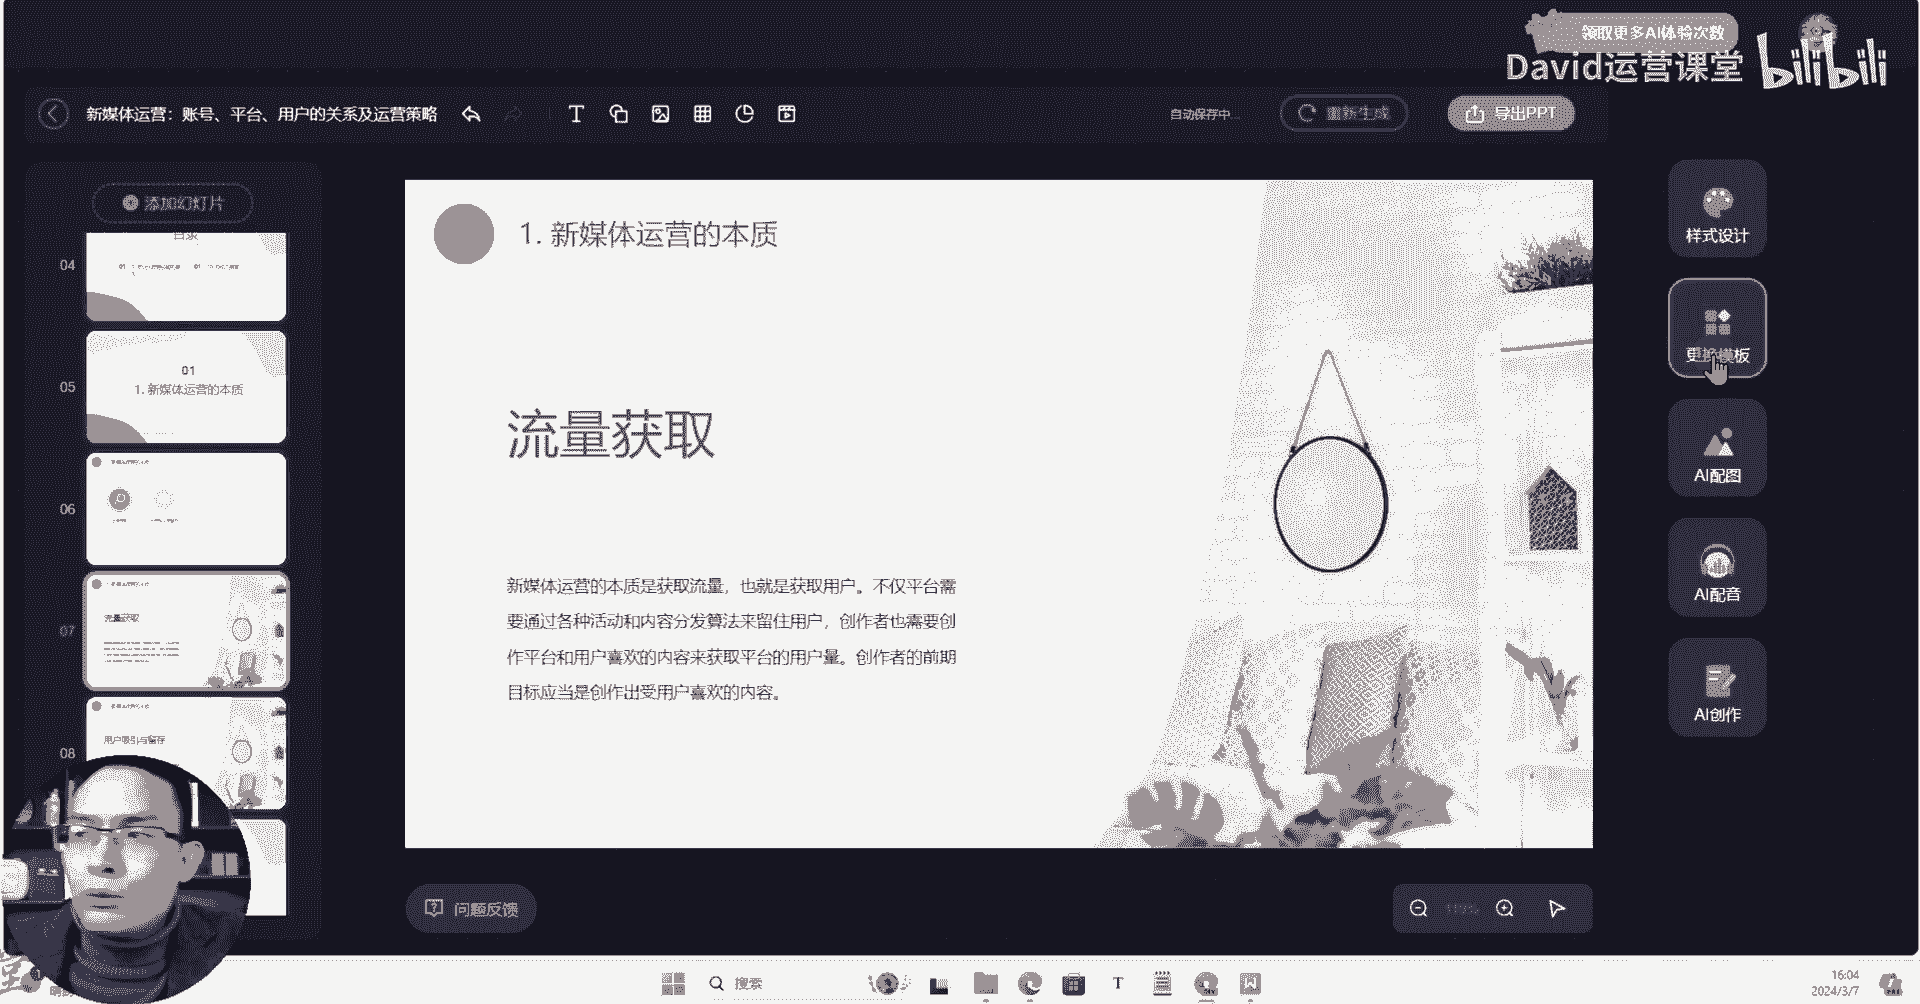 领取更多AI体验次数
David运营课堂 bilibili
新媒体运营：账号、平台、用户的关系及运营策略
自动保存中...
重新生成
导出PPT
添加幻灯片
04
目录
05
01
1. 新媒体运营的本质
06
07
流量获取
08
用户吸引与留存
1. 新媒体运营的本质
流量获取
新媒体运营的本质是获取流量，也就是获取用户。不仅平台需
要通过各种活动和内容分发算法来留住用户，创作者也需要创
作平台和用户喜欢的内容来获取平台的用户量。创作者的前期
目标应当是创作出受用户喜欢的内容。
样式设计
更换模板
AI配图
AI配音
AI创作
问题反馈
搜索
16:04
2024/3/7